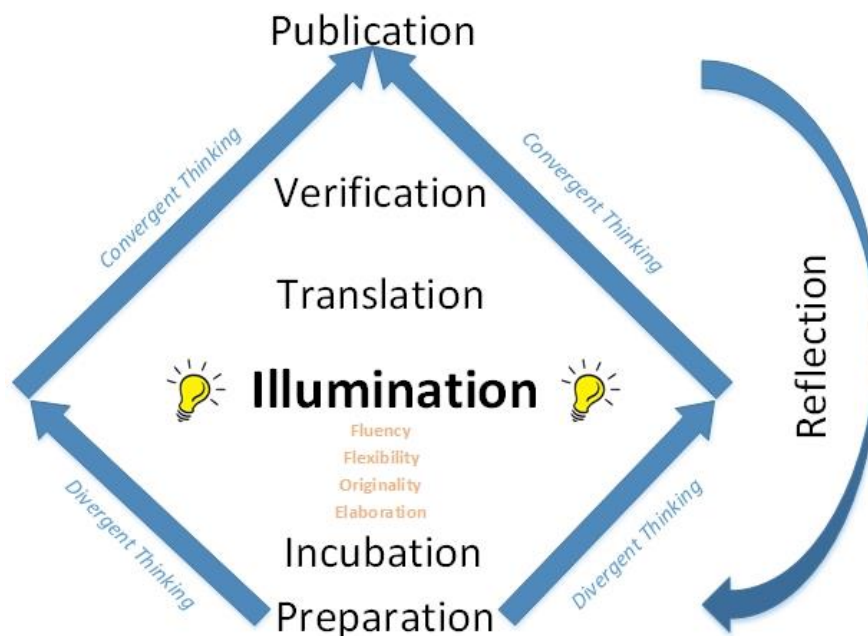 Publication
Convergent Thinking
Convergent Thinking
Verification
Translation
Illumination
Fluency
Flexibility
Originality
Elaboration
Divergent Thinking
Divergent Thinking
Incubation
Preparation
Reflection